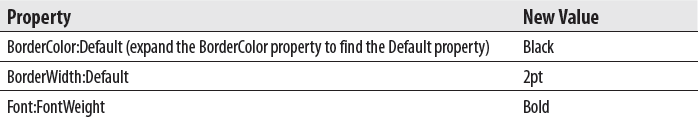 Property New Value
BorderColor:Default (expand the BorderColor property to find the Default property) Black
BorderWidth:Default 2pt
Font:FontWeight Bold